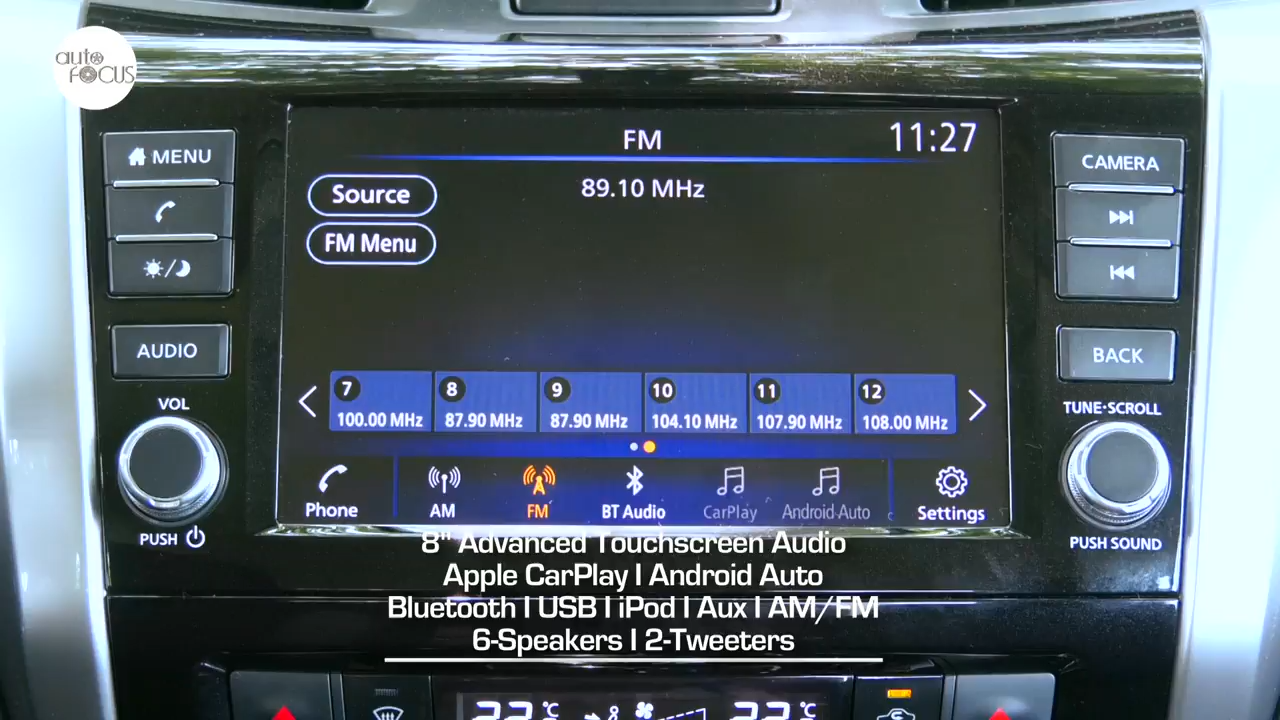 auto
FOCUS
FM
11:27
MENU
CAMERA
Source
89.10 MHz
FM Menu
AUDIO
BACK
VOL
TUNE·SCROLL
7
8
9
10
11
12
100.00 MHz
87.90 MHz
87.90 MHz
104.10 MHz
107.90 MHz
108.00 MHz
Phone
AM
FM
BT Audio
CarPlay
Android Auto
Settings
PUSH
PUSH SOUND
8" Advanced Touchscreen Audio
Apple CarPlay | Android Auto
Bluetooth | USB | iPod | Aux | AM/FM
6-Speakers | 2-Tweeters